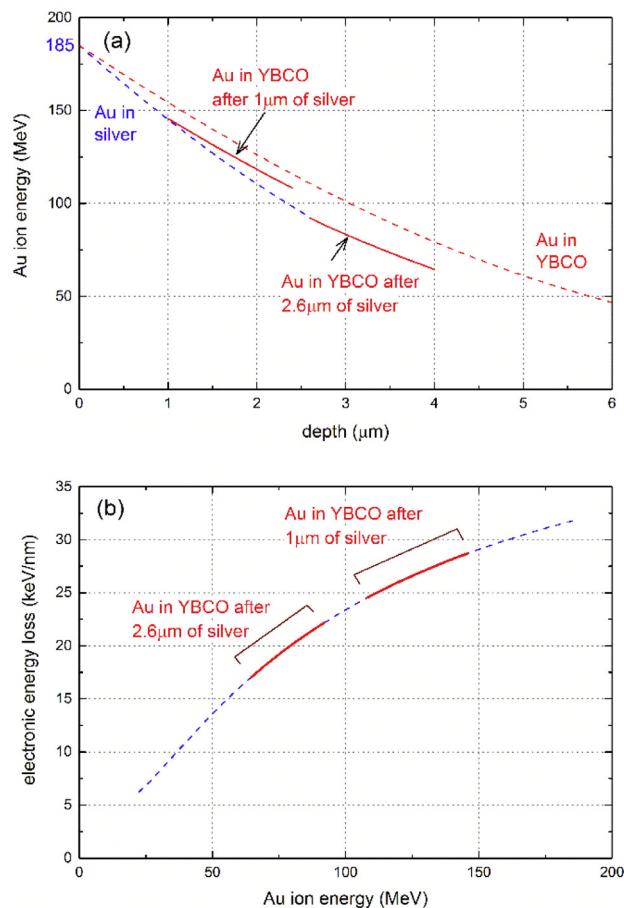 (a)
200
185
150
100
50
0
Au ion energy (MeV)
Au in YBCO
after 1μm of silver
Au in
silver
Au in YBCO after
2.6μm of silver
Au in
YBCO
0 1 2 3 4 5 6
depth (μm)
(b)
35
30
25
20
15
10
5
0
electronic energy loss (keV/nm)
Au in YBCO after
1μm of silver
Au in YBCO after
2.6μm of silver
0 50 100 150 200
Au ion energy (MeV)